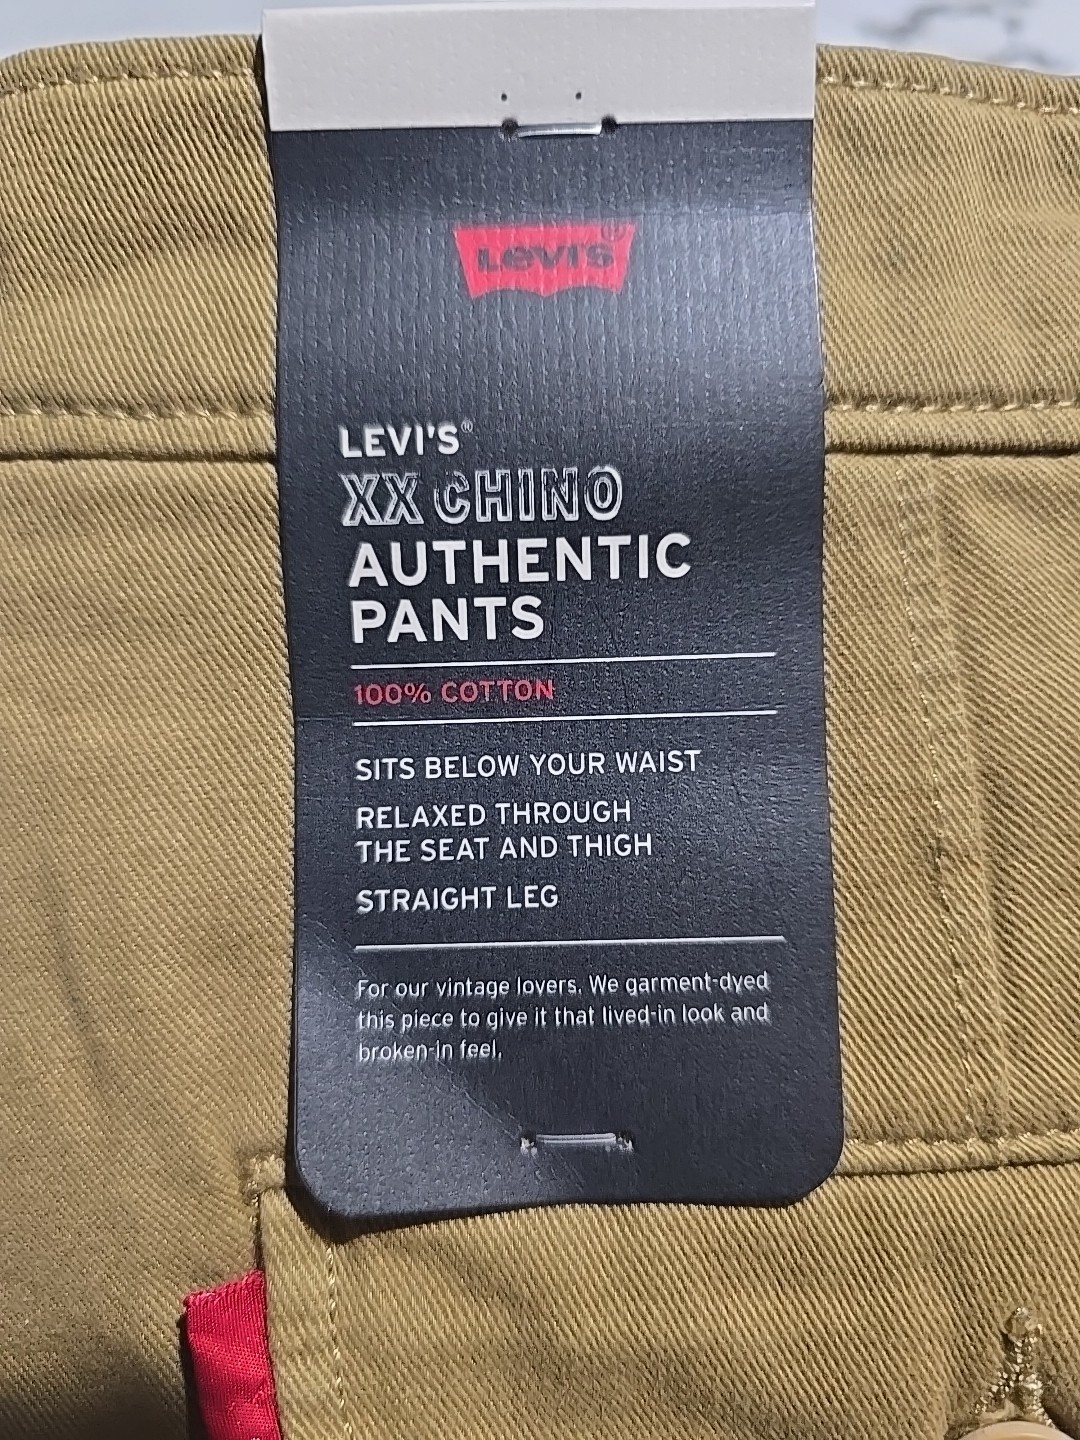 Levi's®
LEVI'S®
XX CHINO
AUTHENTIC
PANTS
100% COTTON
SITS BELOW YOUR WAIST
RELAXED THROUGH
THE SEAT AND THIGH
STRAIGHT LEG
For our vintage lovers. We garment-dyed
this piece to give it that lived-in look and
broken-in feel.